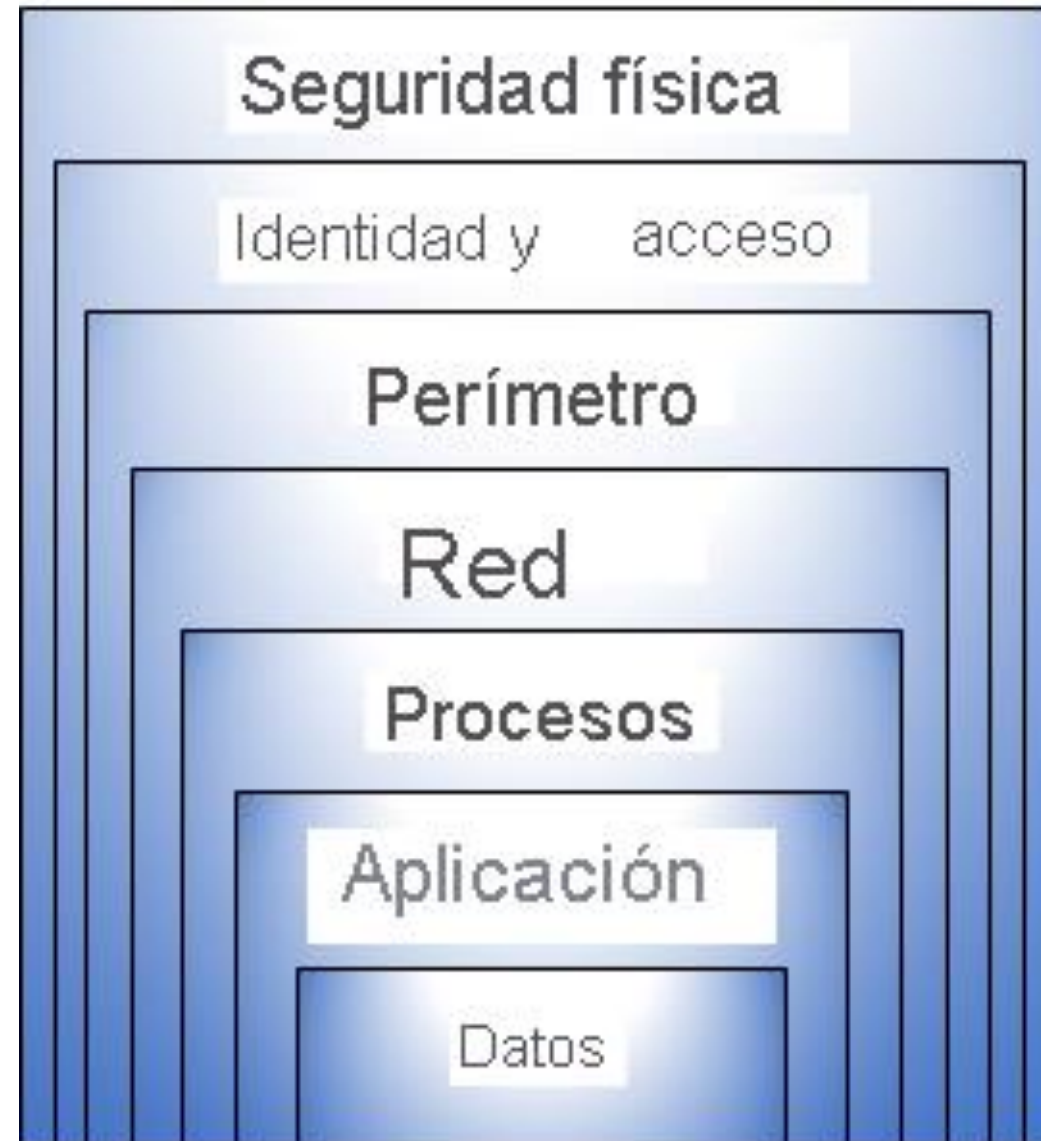 Seguridad física
Identidad y acceso
Perímetro
Red
Procesos
Aplicación
Datos